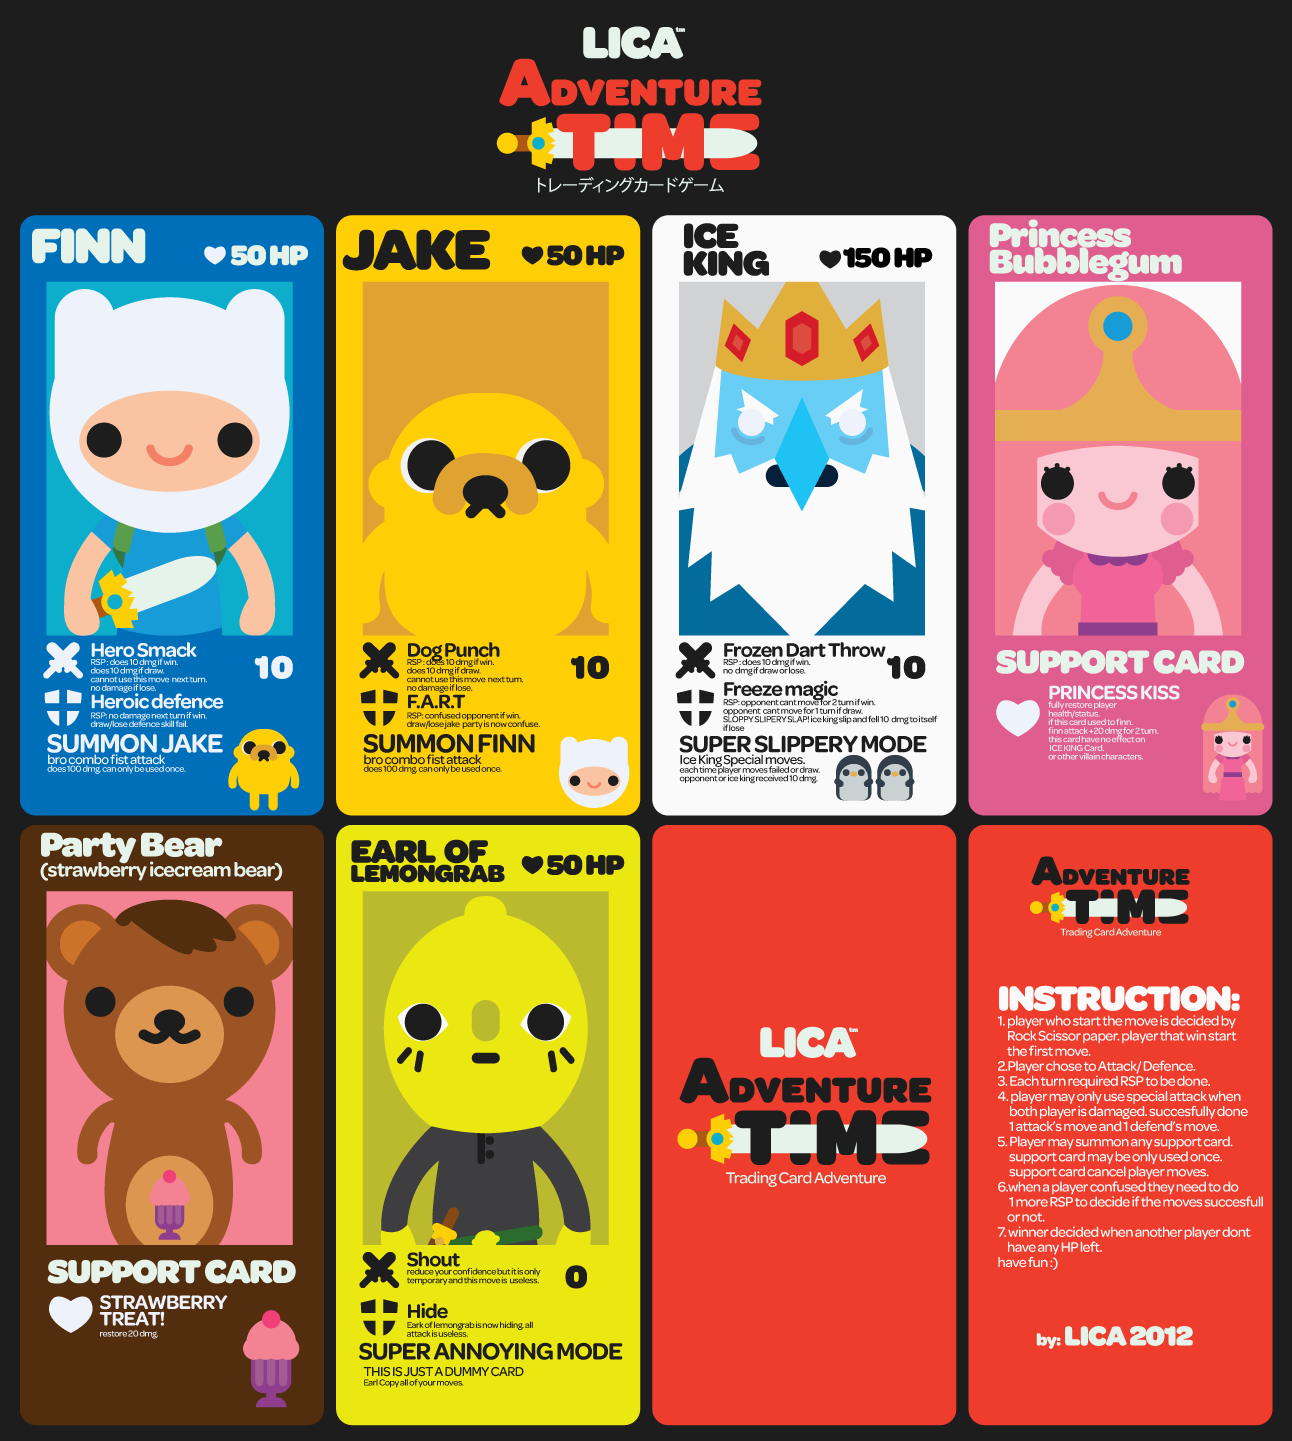 LICA™
ADVENTURE
TIME
トレーディングカードゲーム
FINN
50 HP
Hero Smack
RSP : does 10 dmg if win.
does 10 dmg if draw.
cannot use this move next turn.
no damage if lose.
10
Heroic defence
RSP: no damage next turn if win.
draw/lose defence skill fail.
SUMMON JAKE
bro combo fist attack
does 100 dmg. can only be used once.
JAKE
50 HP
Dog Punch
RSP : does 10 dmg if win.
does 10 dmg if draw.
cannot use this move next turn.
no damage if lose.
10
F.A.R.T
RSP: confused opponent if win.
draw/lose jake party is now confuse.
SUMMON FINN
bro combo fist attack
does 100 dmg. can only be used once.
ICE
KING
150 HP
Frozen Dart Throw
RSP : does 10 dmg if win.
no dmg if draw or lose.
10
Freeze magic
RSP: opponent cant move for 2 turn if win.
opponent cant move for 1 turn if draw.
SLOPPY SLIPERY SLAP! ice king slip and fell 10 dmg to itself
if lose
SUPER SLIPPERY MODE
Ice King Special moves.
each time player moves failed or draw.
opponent or ice king received 10 dmg.
Princess
Bubblegum
SUPPORT CARD
PRINCESS KISS
fully restore player
health/status.
if this card used to finn.
finn attack +20 dmg for 2 turn.
this card have no effect on
ICE KING Card.
or other villain characters.
Party Bear
(strawberry icecream bear)
SUPPORT CARD
STRAWBERRY
TREAT!
restore 20 dmg.
EARL OF
LEMONGRAB
50 HP
Shout
reduce your confidence but it is only
temporary and this move is useless.
0
Hide
Eark of lemongrab is now hiding. all
attack is useless.
SUPER ANNOYING MODE
THIS IS JUST A DUMMY CARD
Earl Copy all of your moves.
LICA™
ADVENTURE
TIME
Trading Card Adventure
ADVENTURE
TIME
Trading Card Adventure
INSTRUCTION:
1. player who start the move is decided by
Rock Scissor paper. player that win start
the first move.
2.Player chose to Attack/ Defence.
3. Each turn required RSP to be done.
4. player may only use special attack when
both player is damaged. succesfully done
1 attack's move and 1 defend's move.
5. Player may summon any support card.
support card may be only used once.
support card cancel player moves.
6.when a player confused they need to do
1 more RSP to decide if the moves succesfull
or not.
7. winner decided when another player dont
have any HP left.
have fun :)
by: LICA 2012